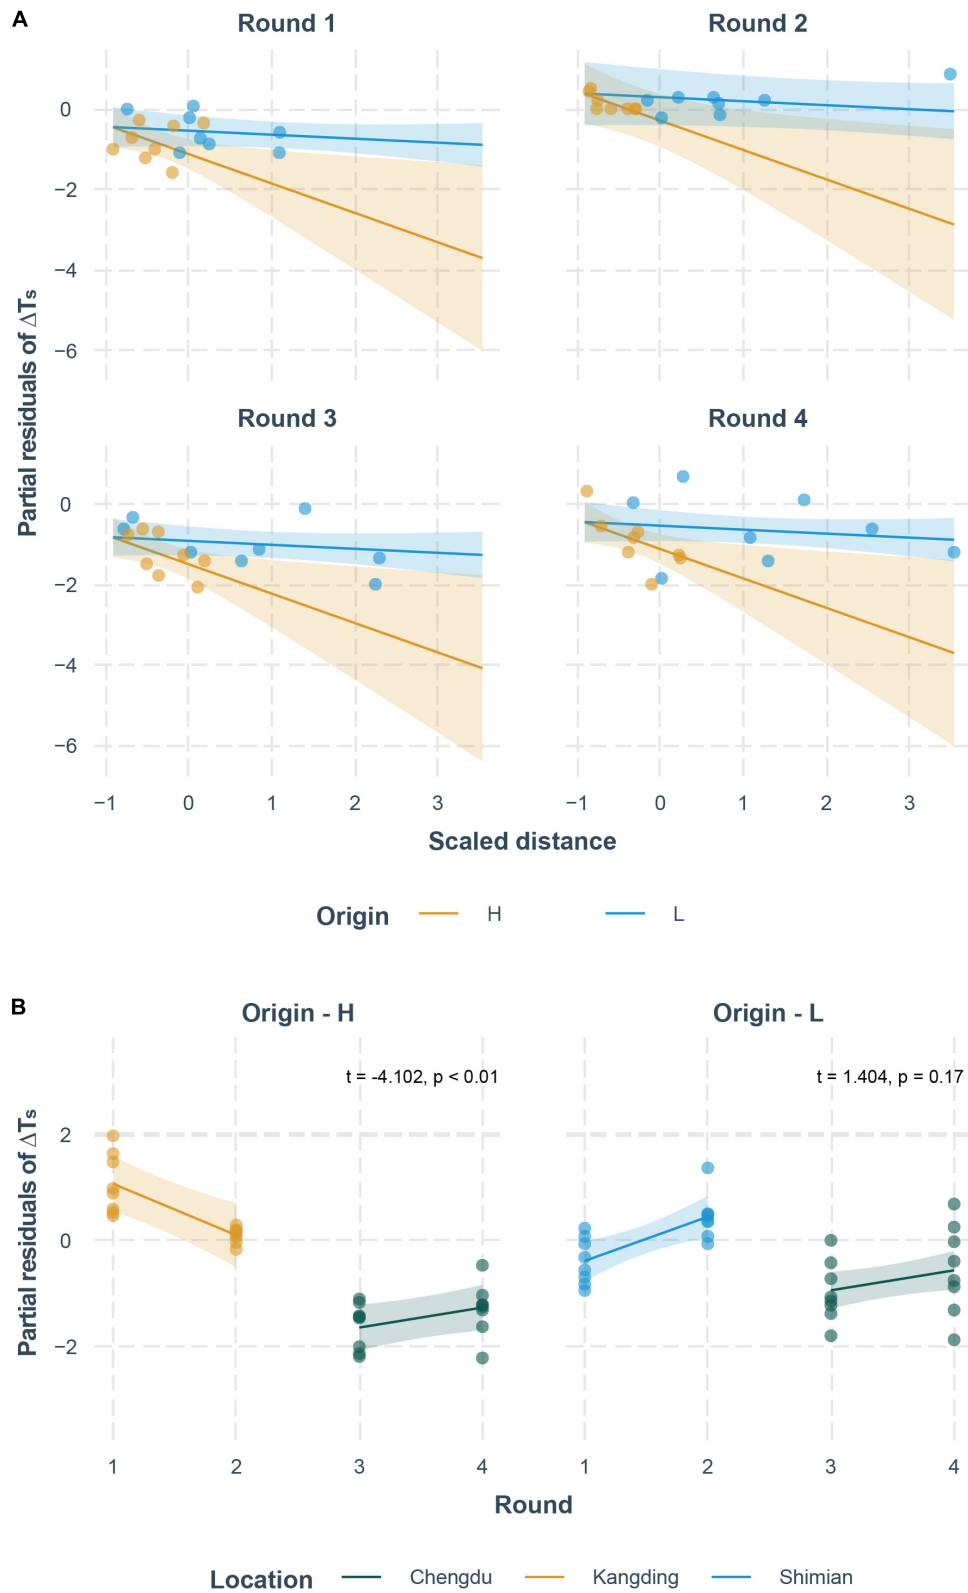 A
Round 1
Round 2
0
−2
−4
−6
Round 3
Round 4
0
−2
−4
−6
Partial residuals of ΔTs
−1 0 1 2 3
−1 0 1 2 3
Scaled distance
Origin H L
B
Origin - H
Origin - L
t = -4.102, p < 0.01
t = 1.404, p = 0.17
2
0
−2
Partial residuals of ΔTs
1 2 3 4
1 2 3 4
Round
Location Chengdu Kangding Shimian